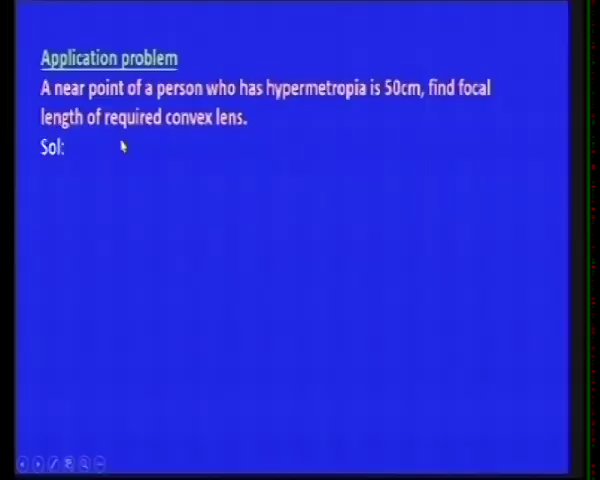 Application problem
A near point of a person who has hypermetropia is 50cm, find focal
length of required convex lens.
Sol: